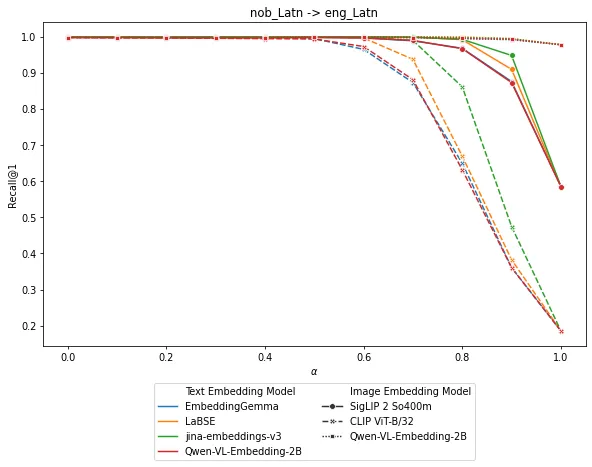 nob_Latn -> eng_Latn
Recall@1
1.0
0.9
0.8
0.7
0.6
0.5
0.4
0.3
0.2
0.0 0.2 0.4 0.6 0.8 1.0
α
Text Embedding Model Image Embedding Model
EmbeddingGemma SigLIP 2 So400m
LaBSE CLIP ViT-B/32
jina-embeddings-v3 Qwen-VL-Embedding-2B
Qwen-VL-Embedding-2B